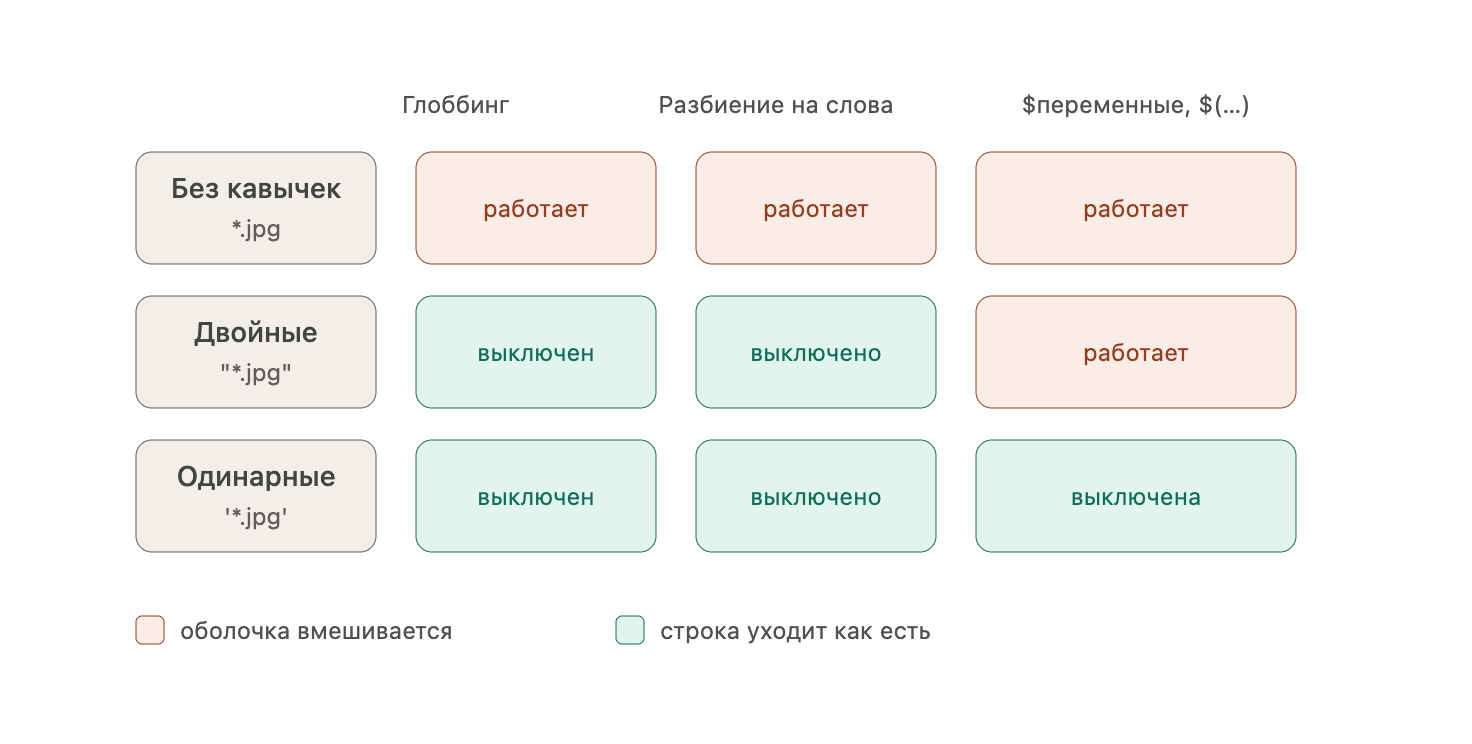 Глоббинг
Разбиение на слова
$переменные, $(...)
Без кавычек
*.jpg
работает
работает
работает
Двойные
"*.jpg"
выключен
выключено
работает
Одинарные
'*.jpg'
выключен
выключено
выключена
оболочка вмешивается
строка уходит как есть